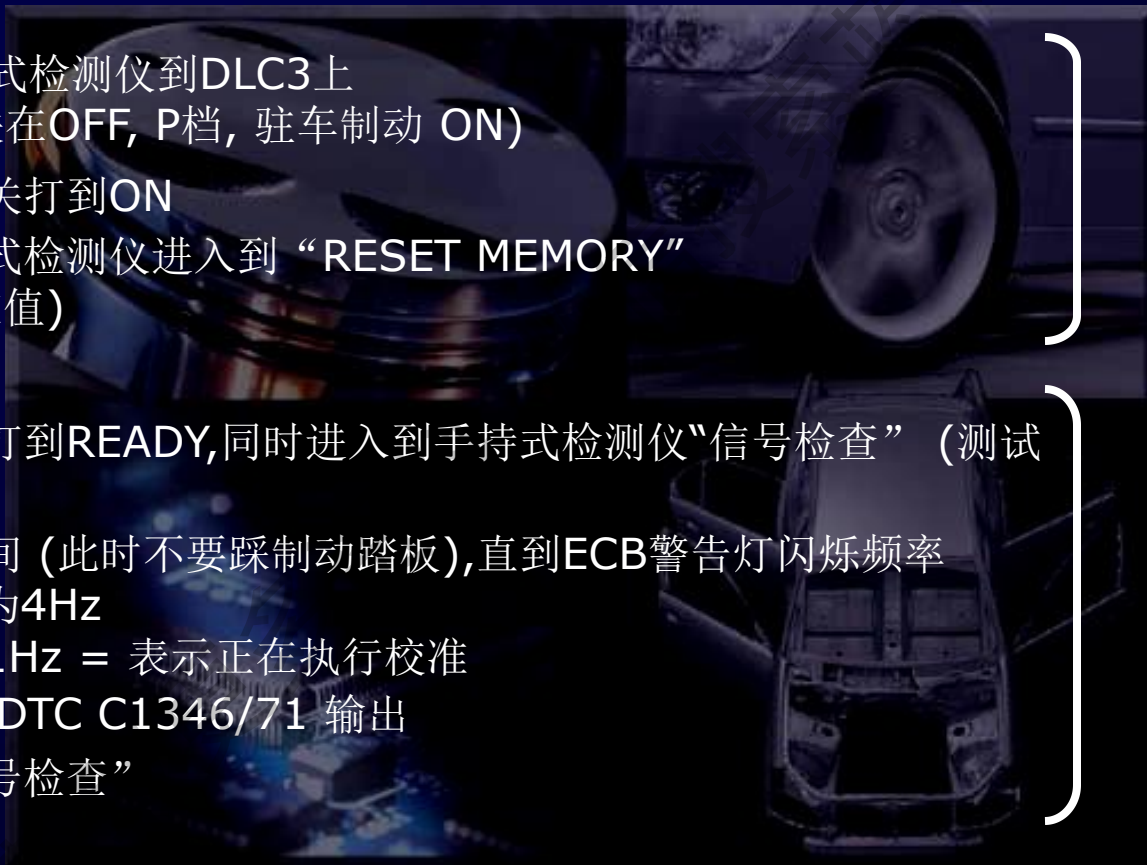 式检测仪到DLC3上
在OFF, P档, 驻车制动 ON)
关打到ON
式检测仪进入到“RESET MEMORY”
值)
打到READY,同时进入到手持式检测仪“信号检查” (测试
间 (此时不要踩制动踏板),直到ECB警告灯闪烁频率
为4Hz
1Hz = 表示正在执行校准
DTC C1346/71 输出
号检查”